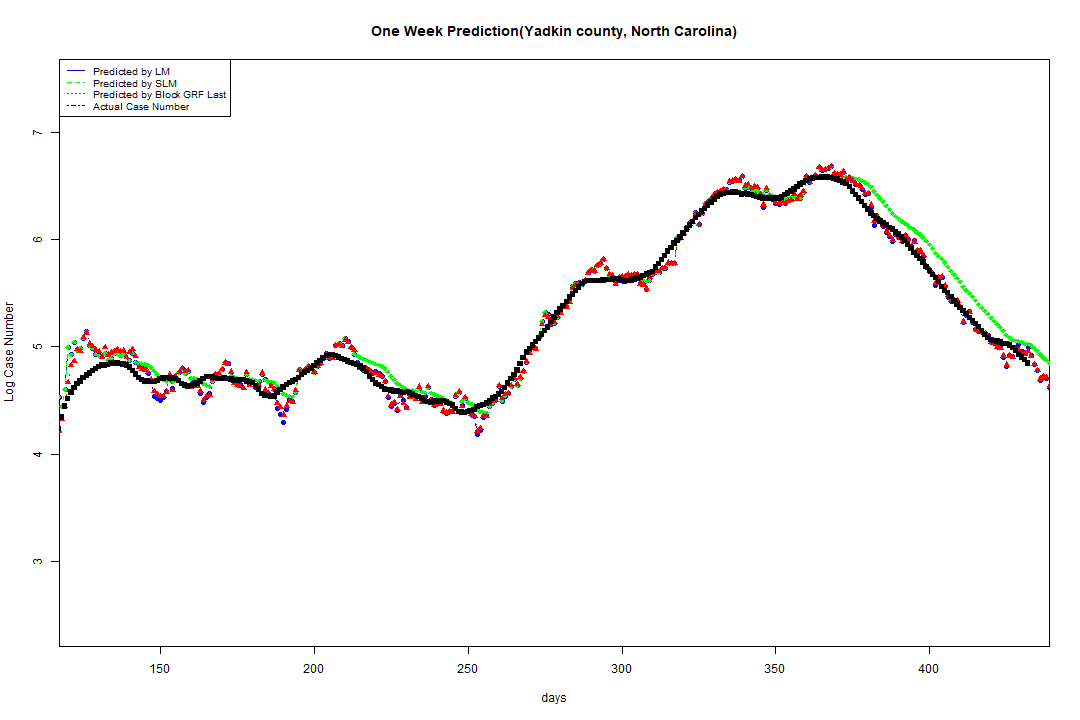 One Week Prediction(Yadkin county, North Carolina)
Predicted by LM
Predicted by SLM
Predicted by Block GRF Last
Actual Case Number
7
6
5
4
3
Log Case Number
150 200 250 300 350 400
days